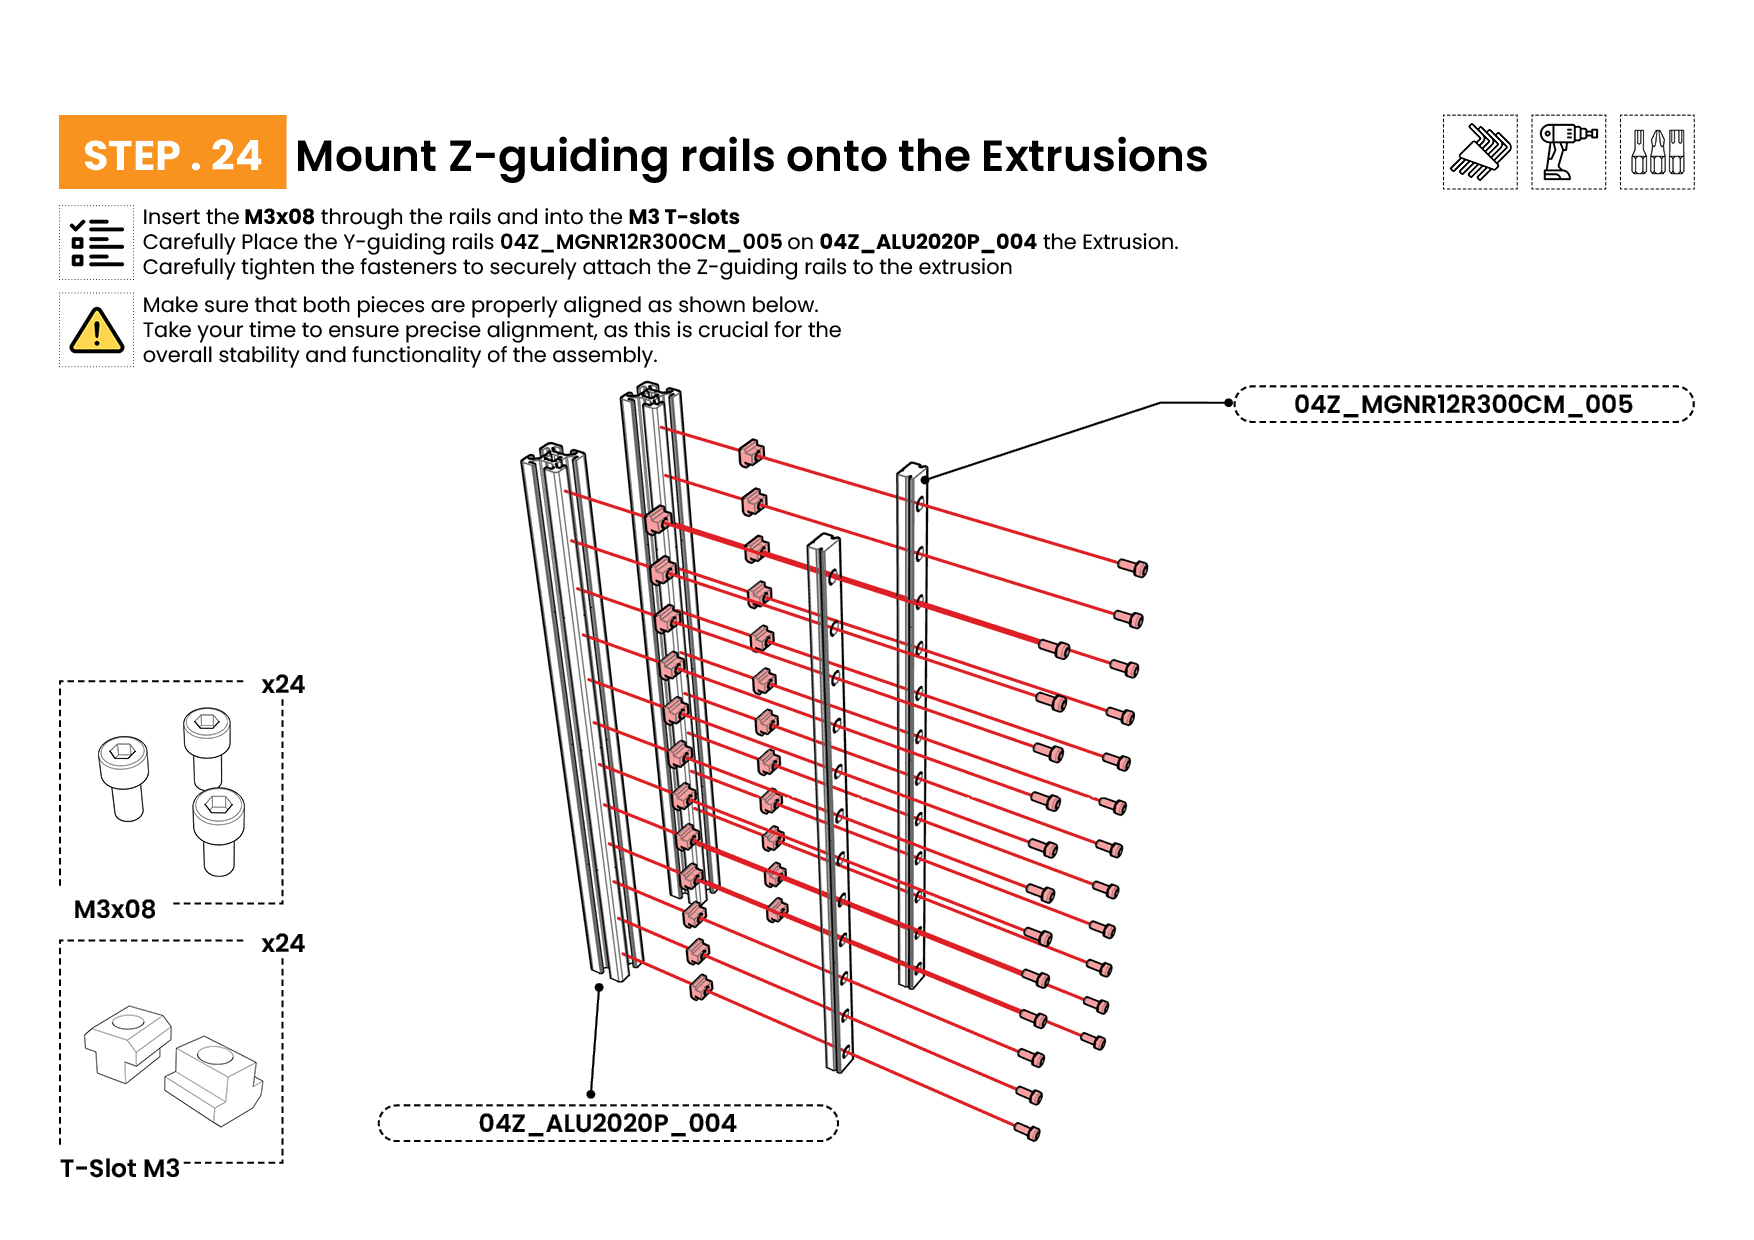 STEP . 24 Mount Z-guiding rails onto the Extrusions
Insert the M3x08 through the rails and into the M3 T-slots
Carefully Place the Y-guiding rails 04Z_MGNR12R300CM_005 on 04Z_ALU2020P_004 the Extrusion.
Carefully tighten the fasteners to securely attach the Z-guiding rails to the extrusion
Make sure that both pieces are properly aligned as shown below.
Take your time to ensure precise alignment, as this is crucial for the
overall stability and functionality of the assembly.
04Z_MGNR12R300CM_005
x24
M3x08
x24
T-Slot M3
04Z_ALU2020P_004